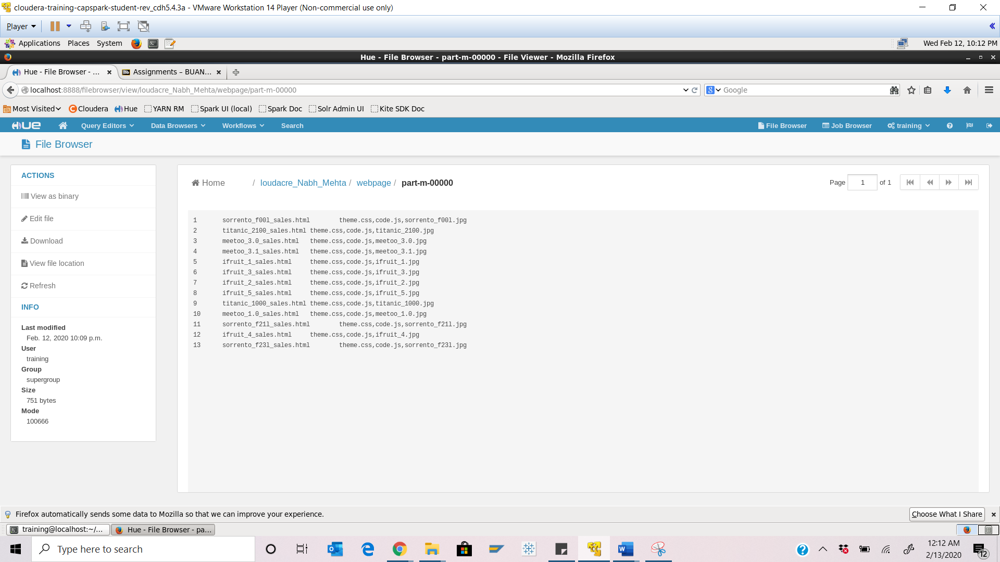 cloudera-training-capspark-student-rev_cdh5.4.3a - VMware Workstation 14 Player (Non-commercial use only)
Player
Applications Places System Wed Feb 12, 10:12 PM
Hue - File Browser - part-m-00000 - File Viewer - Mozilla Firefox
Hue - File Browser - ... Bb Assignments – BUAN...
localhost:8888/filebrowser/view/loudacre_Nabh_Mehta/webpage/part-m-00000 8 Google
Most Visited Cloudera Hue YARN RM Spark UI (local) Spark Doc Solr Admin UI Kite SDK Doc
HUE Query Editors Data Browsers Workflows Search File Browser Job Browser training
File Browser
ACTIONS
View as binary
Edit file
Download
View file location
Refresh
INFO
Last modified
Feb. 12, 2020 10:09 p.m.
User
training
Group
supergroup
Size
751 bytes
Mode
100666
Home / loudacre_Nabh_Mehta / webpage / part-m-00000
Page 1 of 1
1 sorrento_f00l_sales.html theme.css,code.js,sorrento_f00l.jpg
2 titanic_2100_sales.html theme.css,code.js,titanic_2100.jpg
3 meetoo_3.0_sales.html theme.css,code.js,meetoo_3.0.jpg
4 meetoo_3.1_sales.html theme.css,code.js,meetoo_3.1.jpg
5 ifruit_1_sales.html theme.css,code.js,ifruit_1.jpg
6 ifruit_3_sales.html theme.css,code.js,ifruit_3.jpg
7 ifruit_2_sales.html theme.css,code.js,ifruit_2.jpg
8 ifruit_5_sales.html theme.css,code.js,ifruit_5.jpg
9 titanic_1000_sales.html theme.css,code.js,titanic_1000.jpg
10 meetoo_1.0_sales.html theme.css,code.js,meetoo_1.0.jpg
11 sorrento_f21l_sales.html theme.css,code.js,sorrento_f21l.jpg
12 ifruit_4_sales.html theme.css,code.js,ifruit_4.jpg
13 sorrento_f23l_sales.html theme.css,code.js,sorrento_f23l.jpg
Firefox automatically sends some data to Mozilla so that we can improve your experience. Choose What I Share
training@localhost:~/... Hue - File Browser - pa...
Type here to search
12:12 AM
2/13/2020
12